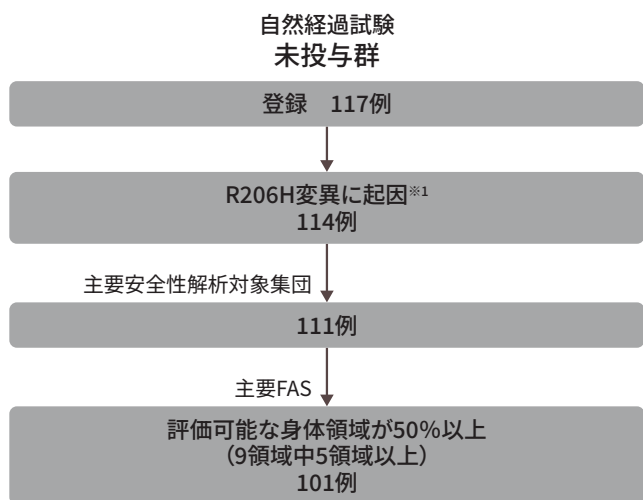 自然経過試験
未投与群
登録　117例
R206H変異に起因※1
114例
主要安全性解析対象集団
111例
主要FAS
評価可能な身体領域が50%以上
（9領域中5領域以上）
101例